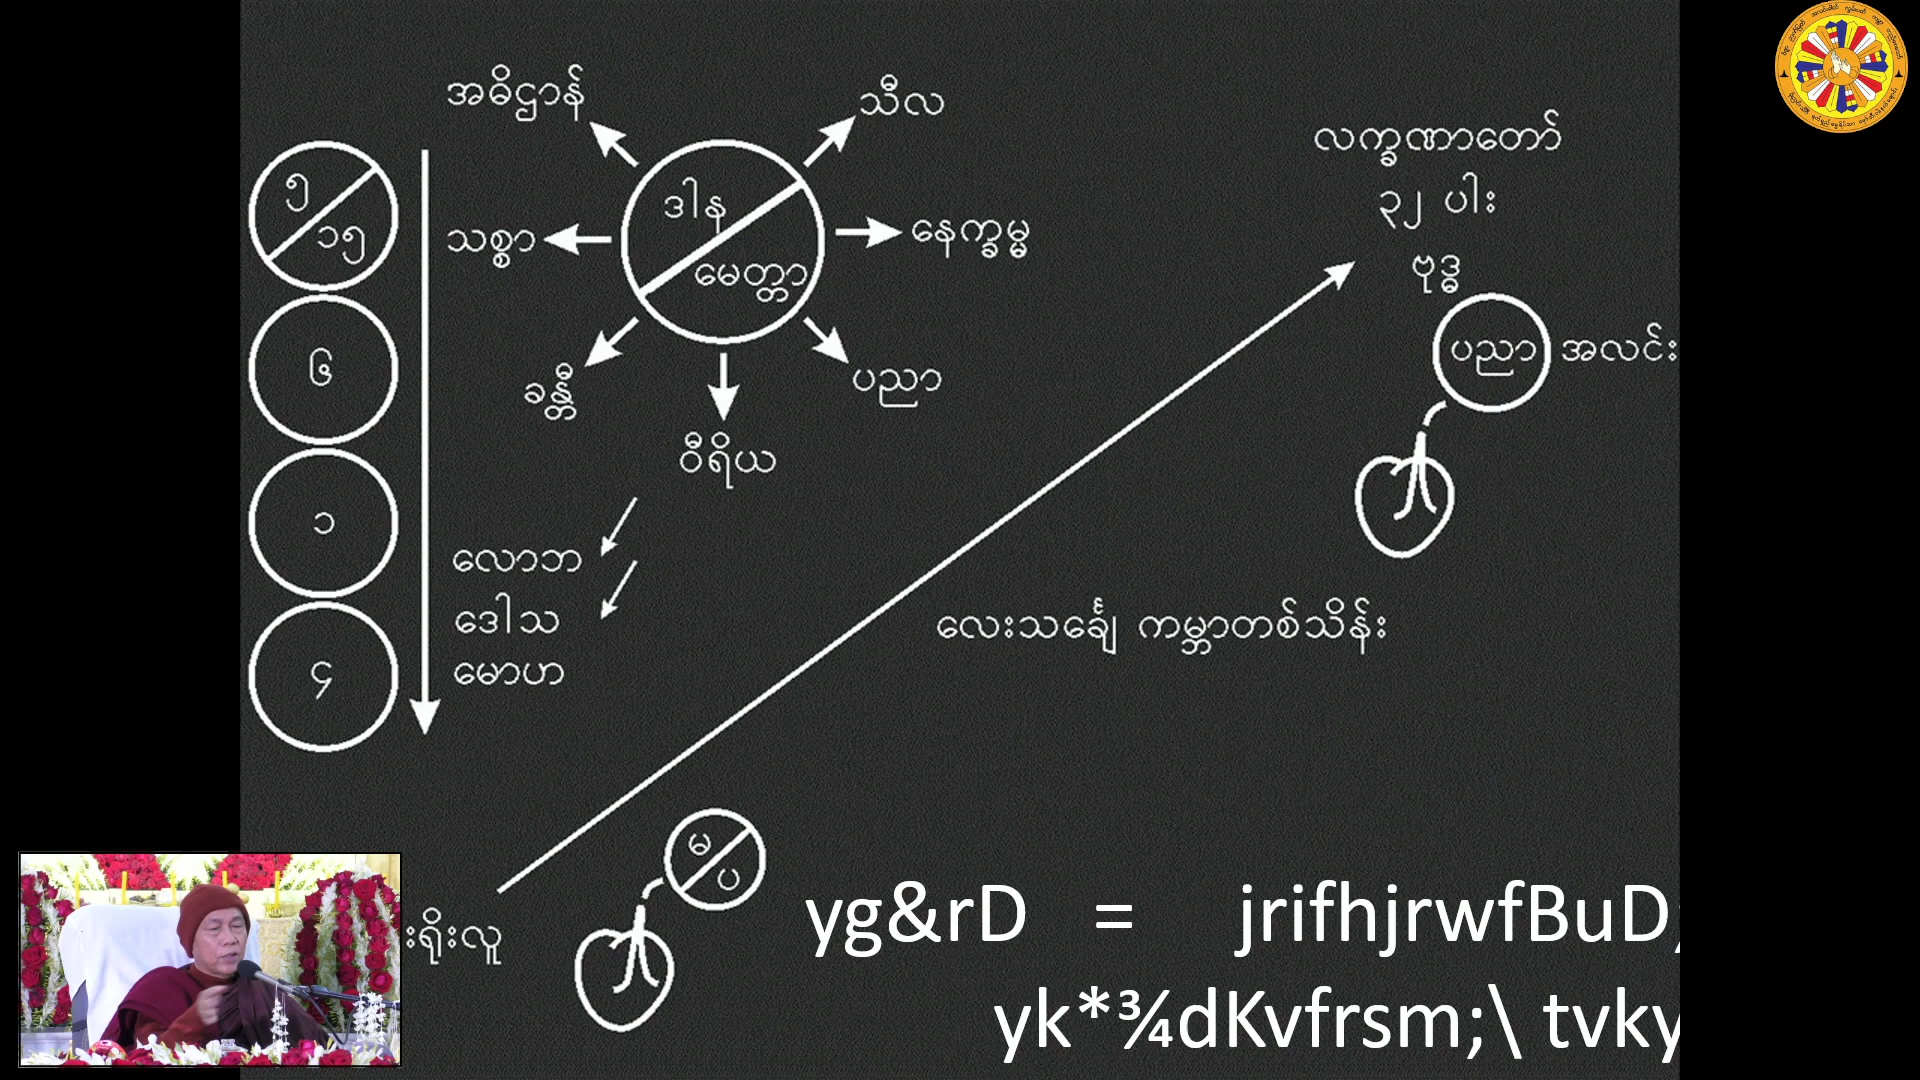 အဓိဌာန်
သီလ
၅
၁၅
ဒါန
မေတ္တာ
သစ္စာ
နေက္ခမ္မ
ခန္တီ
ပညာ
ဝီရိယ
၆
၁
၄
လောဘ
ဒေါသ
မောဟ
လက္ခဏာတော်
၃၂ ပါး
ဗုဒ္ဓ
ပညာ အလင်း
လေးသင်္ချေ ကမ္ဘာတစ်သိန်း
မ
ပ
းရိုးလူ
yg&rD = jrifhjrwfBuD;
yk*¾dKvfrsm;\ tvky